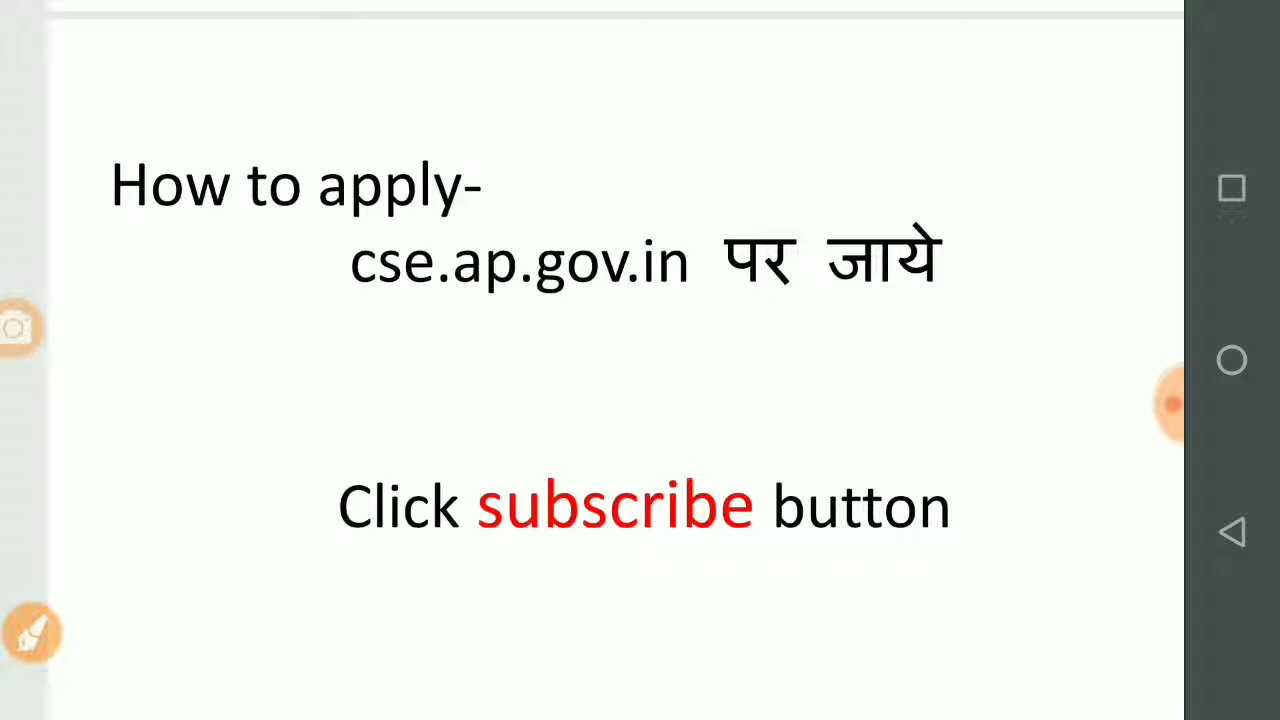 How to apply-
cse.ap.gov.in पर जाये
Click subscribe button